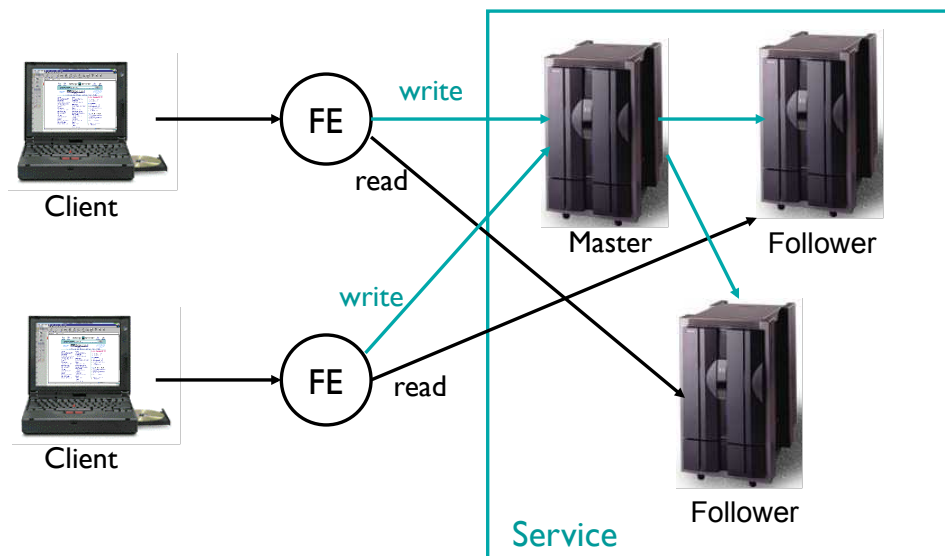 write
FE
read
Client
Master
Follower
write
FE
read
Client
Follower
Service